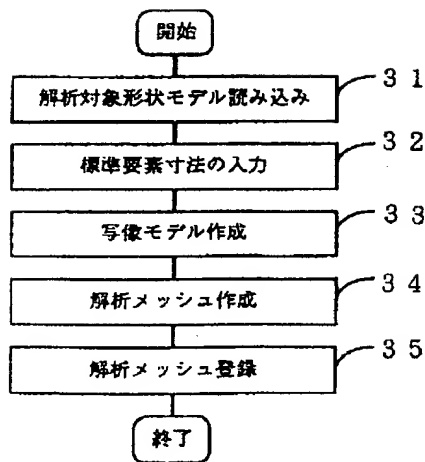 開始
解析対象形状モデル読み込み
31
標準要素寸法の入力
32
写像モデル作成
33
解析メッシュ作成
34
解析メッシュ登録
35
終了